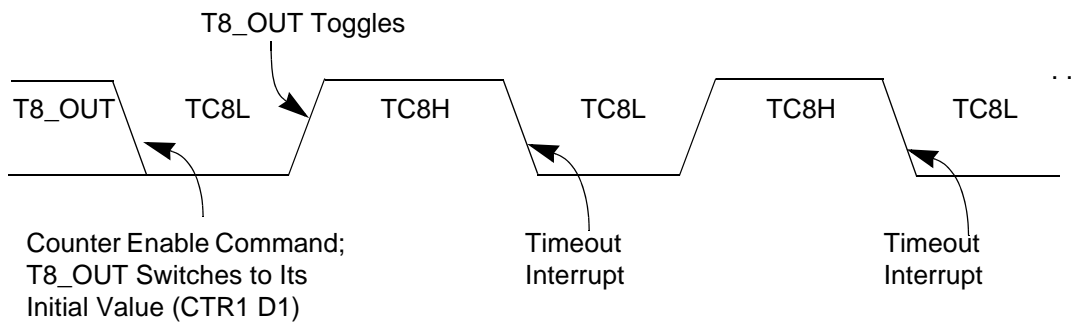 T8_OUT Toggles
. .
T8_OUT TC8L TC8H TC8L TC8H TC8L
Counter Enable Command;
T8_OUT Switches to Its
Initial Value (CTR1 D1)
Timeout
Interrupt
Timeout
Interrupt